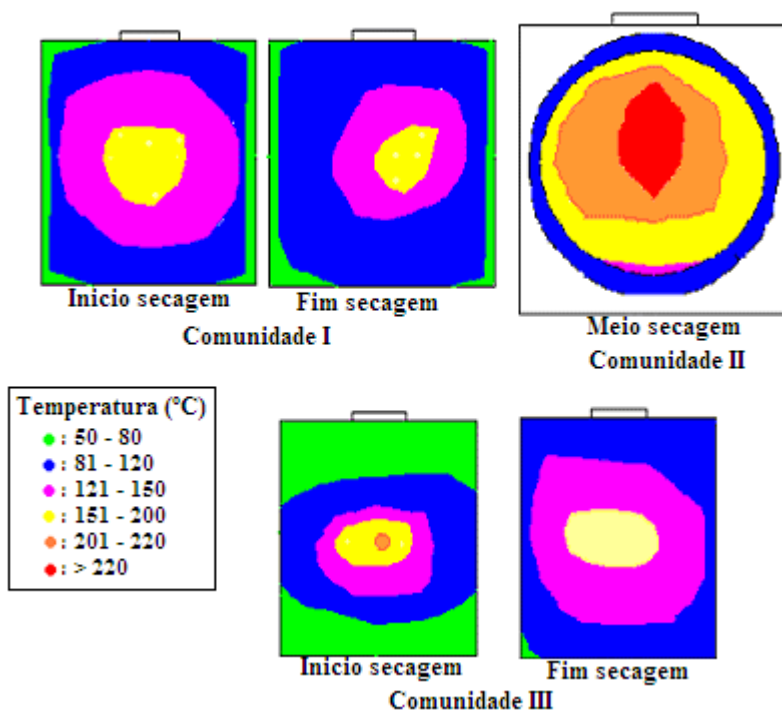 Inicio secagem
Fim secagem
Comunidade I
Meio secagem
Comunidade II
Temperatura (°C)
: 50 - 80
: 81 - 120
: 121 - 150
: 151 - 200
: 201 - 220
: > 220
Inicio secagem
Fim secagem
Comunidade III